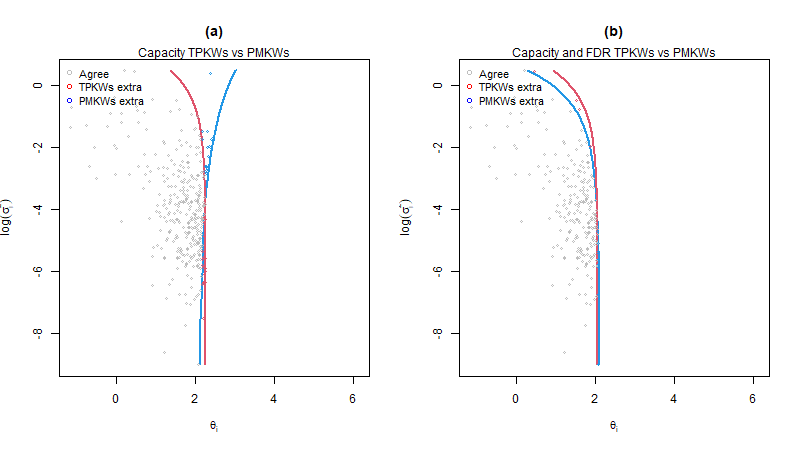 (a)
Capacity TPKWs vs PMKWs
Agree
TPKWs extra
PMKWs extra
0
-2
-4
-6
-8
0 2 4 6
θi
(b)
Capacity and FDR TPKWs vs PMKWs
Agree
TPKWs extra
PMKWs extra
0
-2
-4
-6
-8
0 2 4 6
θi